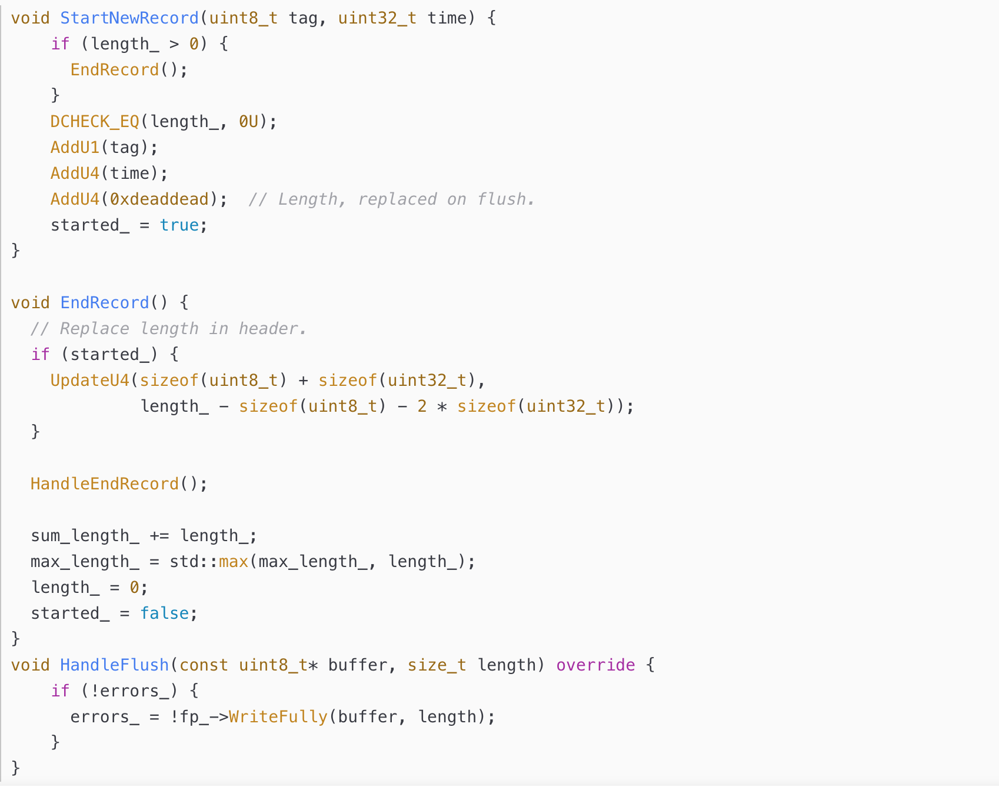 void StartNewRecord(uint8_t tag, uint32_t time) {
    if (length_ > 0) {
      EndRecord();
    }
    DCHECK_EQ(length_, 0U);
    AddU1(tag);
    AddU4(time);
    AddU4(0xdeaddead);  // Length, replaced on flush.
    started_ = true;
}

void EndRecord() {
  // Replace length in header.
  if (started_) {
    UpdateU4(sizeof(uint8_t) + sizeof(uint32_t),
             length_ - sizeof(uint8_t) - 2 * sizeof(uint32_t));
  }

  HandleEndRecord();

  sum_length_ += length_;
  max_length_ = std::max(max_length_, length_);
  length_ = 0;
  started_ = false;
}
void HandleFlush(const uint8_t* buffer, size_t length) override {
    if (!errors_) {
      errors_ = !fp_->WriteFully(buffer, length);
    }
}